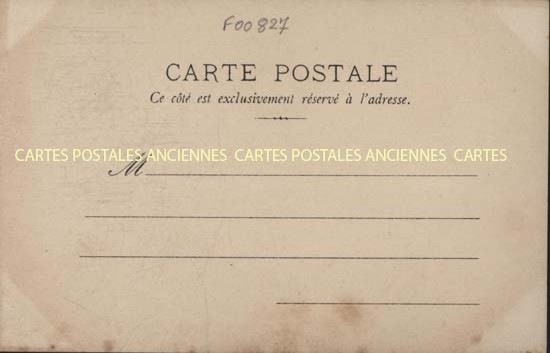 F00827
CARTE POSTALE
Ce côté est exclusivement réservé à l'adresse.
CARTES POSTALES ANCIENNES CARTES POSTALES ANCIENNES CARTES
M